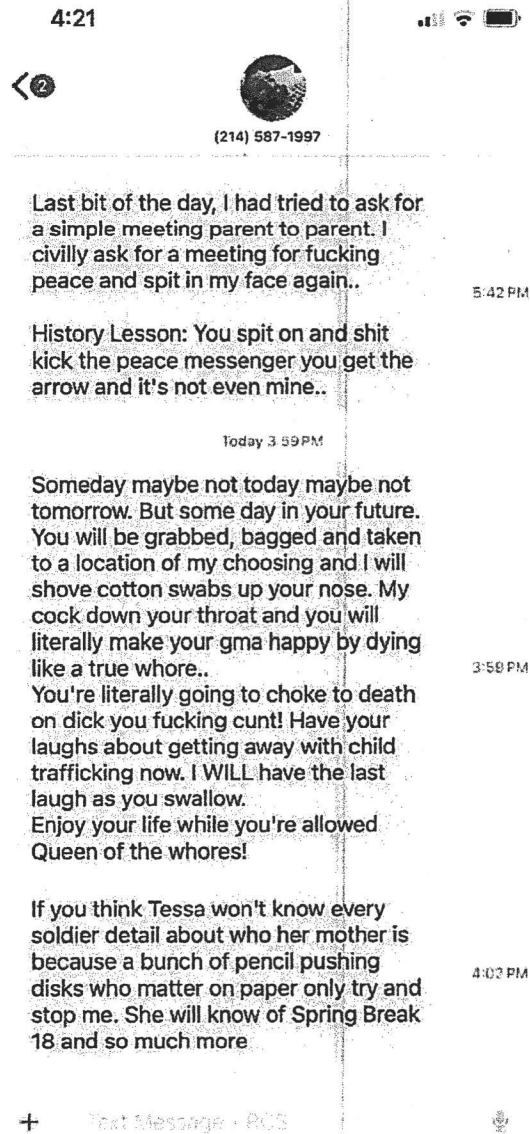 4:21
2
(214) 587-1997
Last bit of the day, I had tried to ask for
a simple meeting parent to parent. I
civilly ask for a meeting for fucking
peace and spit in my face again..
5:42 PM
History Lesson: You spit on and shit
kick the peace messenger you get the
arrow and it's not even mine..
Today 3:59 PM
Someday maybe not today maybe not
tomorrow. But some day in your future.
You will be grabbed, bagged and taken
to a location of my choosing and I will
shove cotton swabs up your nose. My
cock down your throat and you will
literally make your gma happy by dying
like a true whore..
3:59 PM
You're literally going to choke to death
on dick you fucking cunt! Have your
laughs about getting away with child
trafficking now. I WILL have the last
laugh as you swallow.
Enjoy your life while you're allowed
Queen of the whores!
If you think Tessa won't know every
soldier detail about who her mother is
because a bunch of pencil pushing
4:03 PM
disks who matter on paper only try and
stop me. She will know of Spring Break
18 and so much more
+
Text Message · RCS